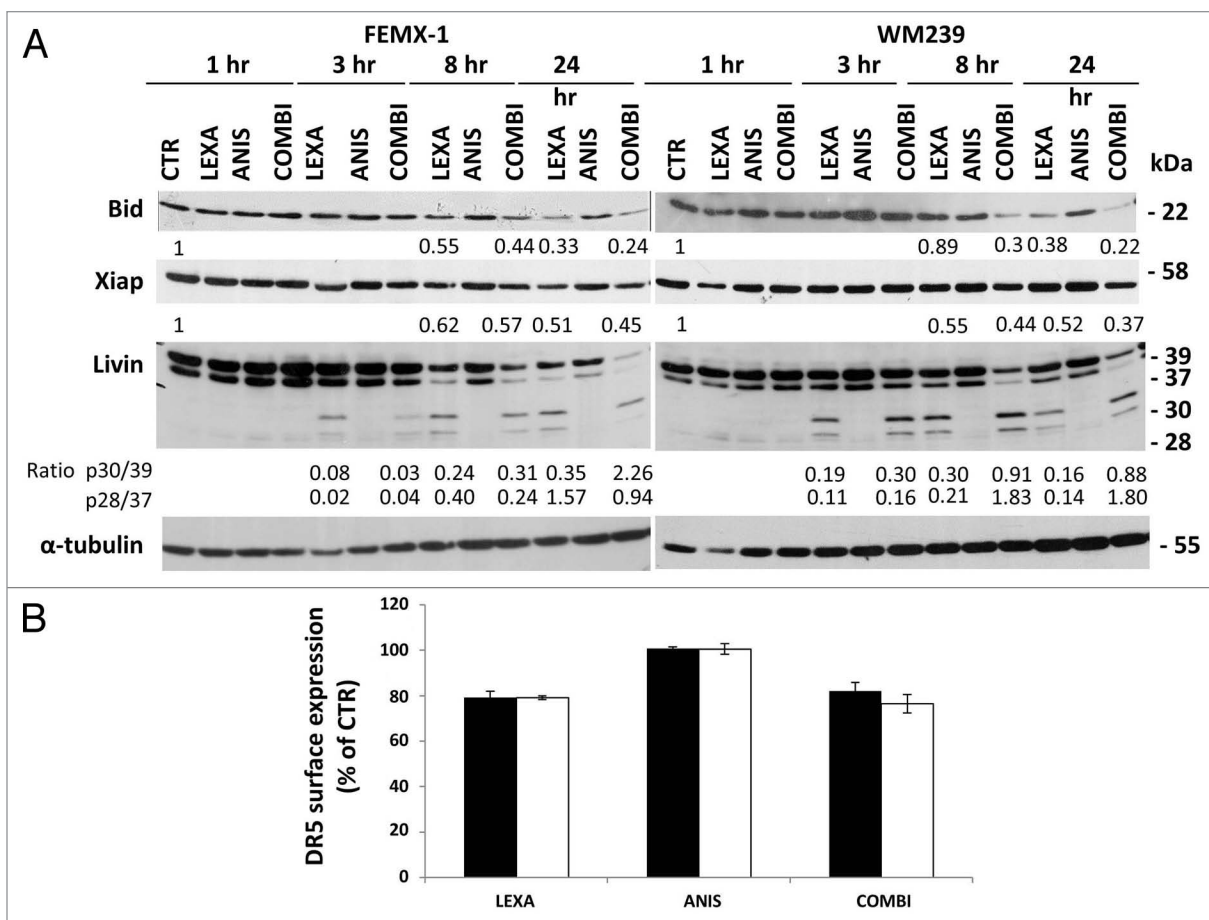 A
FEMX-1 WM239
1 hr 3 hr 8 hr 24 hr 1 hr 3 hr 8 hr 24 hr
CTR LEXA ANIS COMBI LEXA ANIS COMBI LEXA ANIS COMBI LEXA ANIS COMBI CTR LEXA ANIS COMBI LEXA ANIS COMBI LEXA ANIS COMBI LEXA ANIS COMBI kDa
Bid - 22
1 0.55 0.44 0.33 0.24 1 0.89 0.3 0.38 0.22
Xiap - 58
1 0.62 0.57 0.51 0.45 1 0.55 0.44 0.52 0.37
Livin - 39
- 37
- 30
- 28
Ratio p30/39 0.08 0.03 0.24 0.31 0.35 2.26 0.19 0.30 0.30 0.91 0.16 0.88
p28/37 0.02 0.04 0.40 0.24 1.57 0.94 0.11 0.16 0.21 1.83 0.14 1.80
α-tubulin - 55
B
DR5 surface expression
(% of CTR)
120
100
80
60
40
20
0
LEXA ANIS COMBI